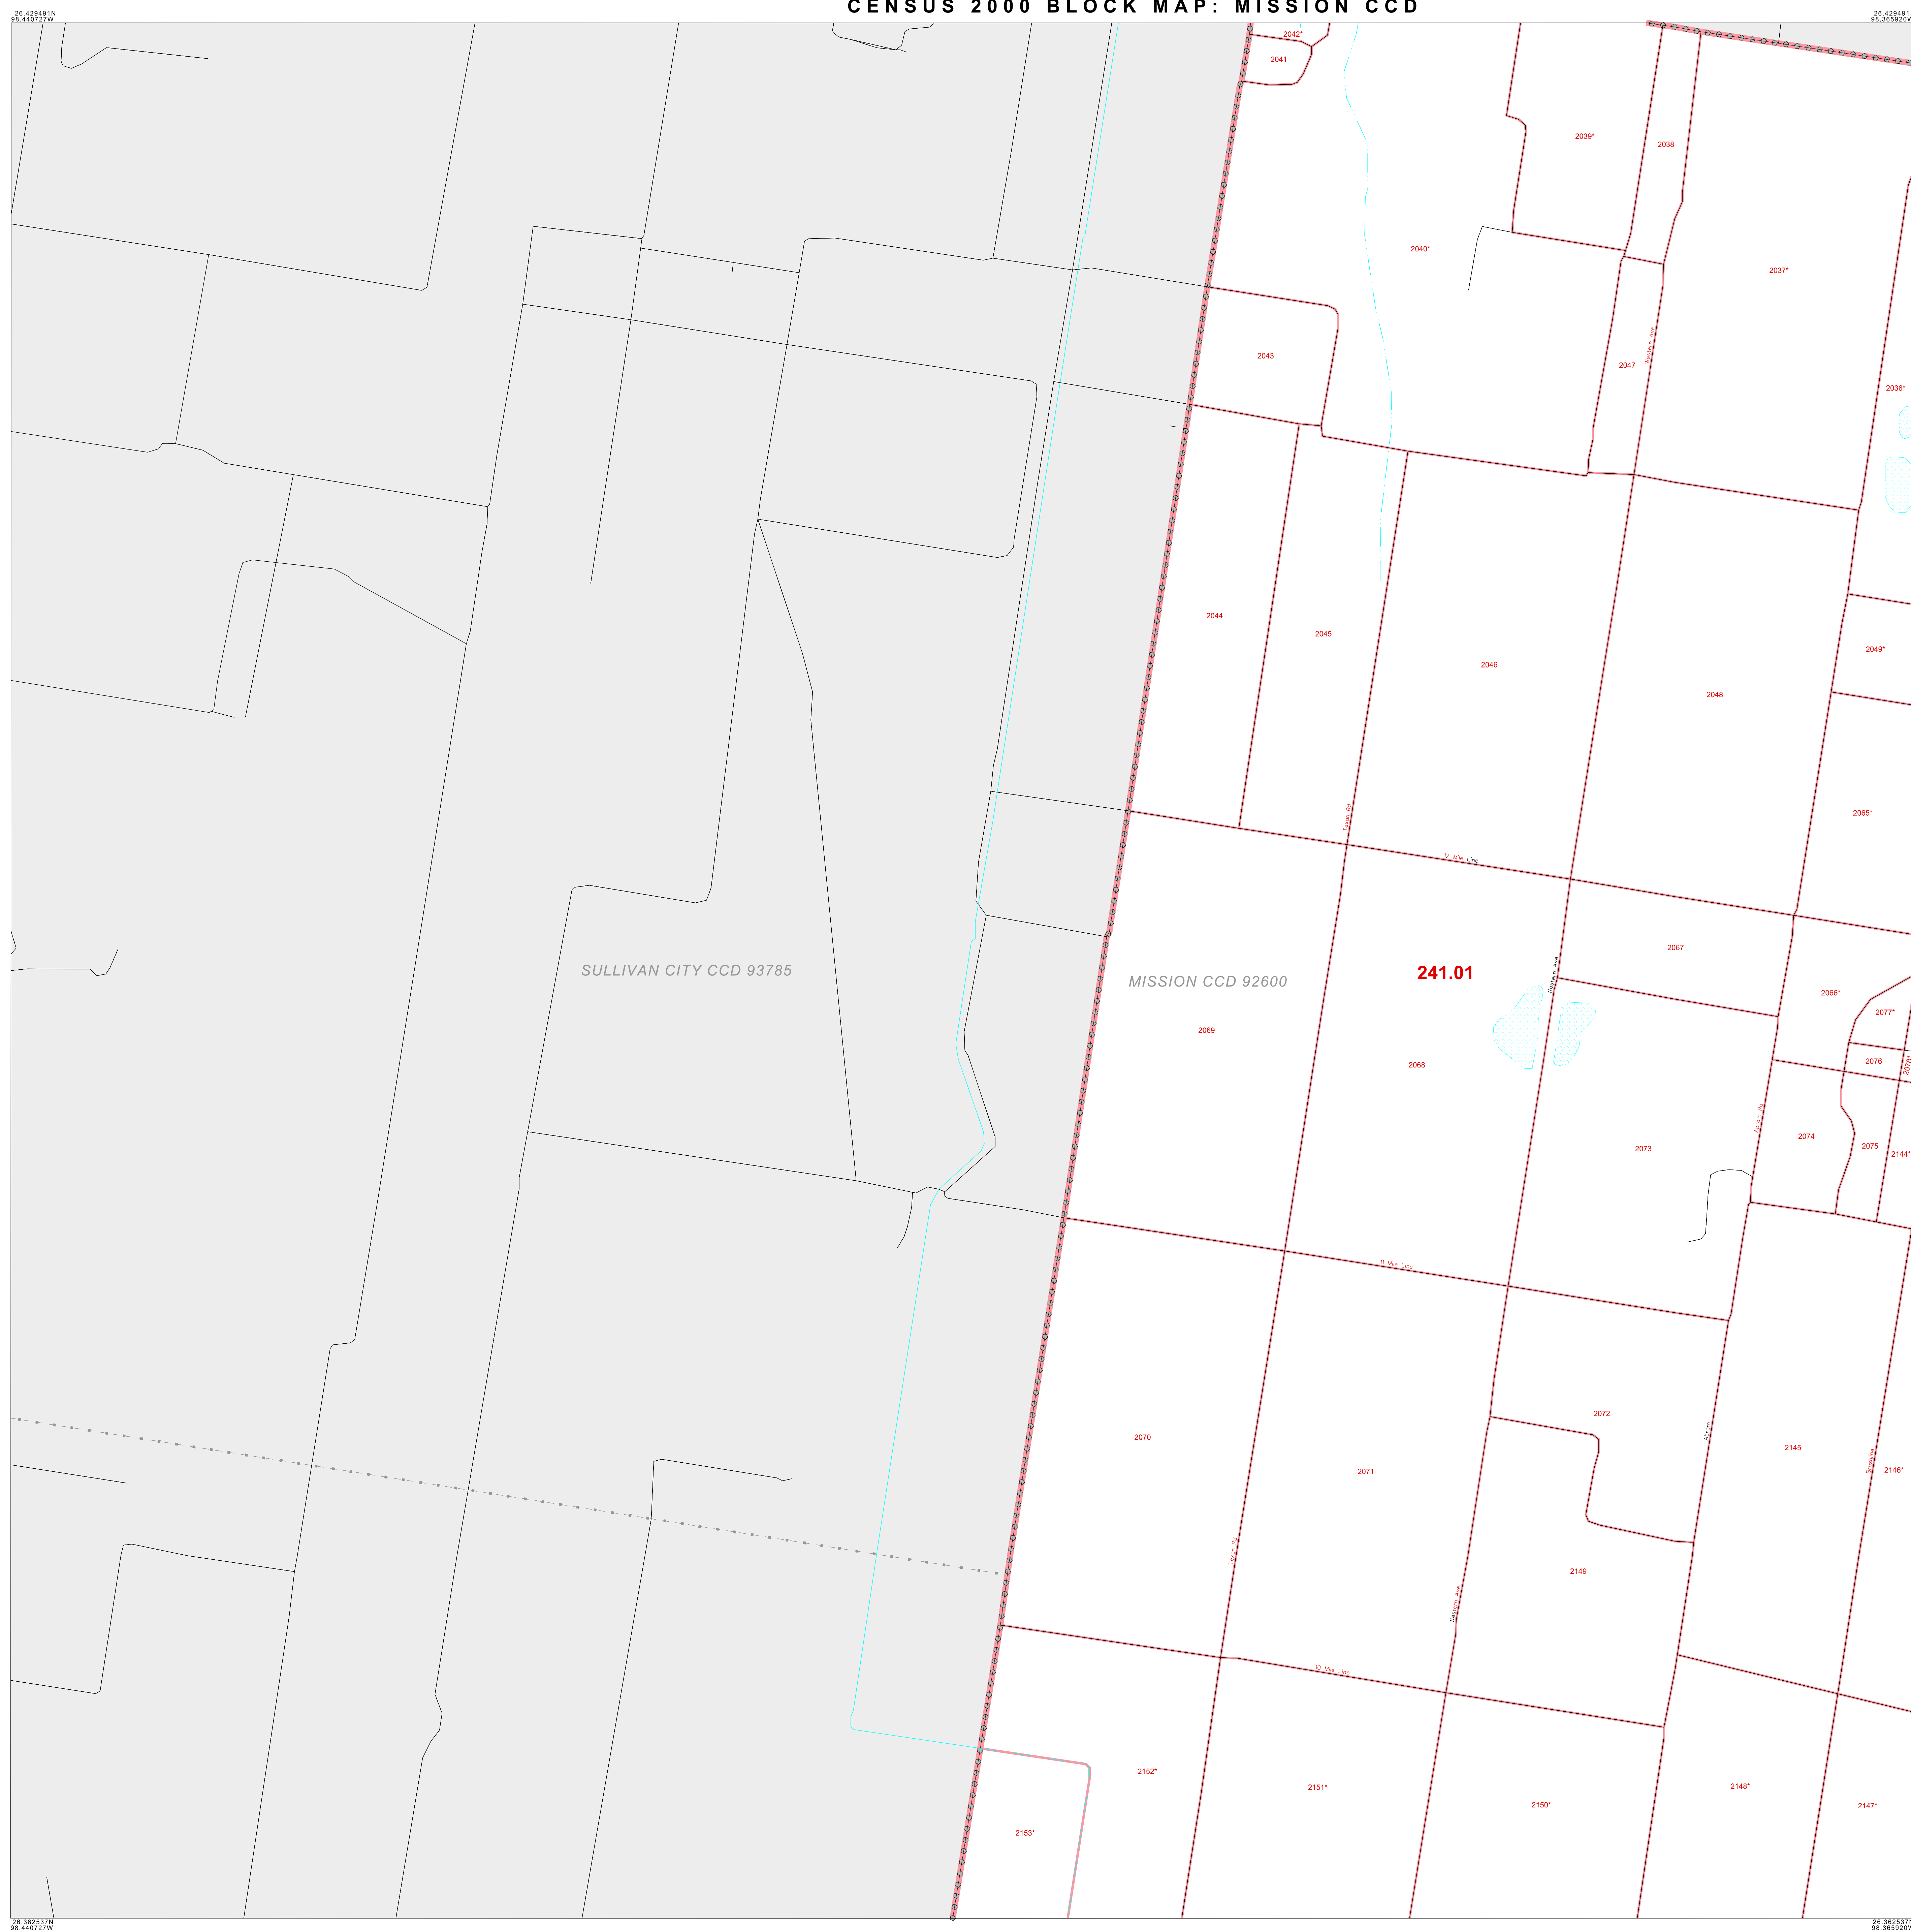 CENSUS 2000 BLOCK MAP: MISSION CCD
26.429491N
98.440727W
26.429491N
98.365920W
2042*
2041
2039*
2038
2040*
2037*
2043
2047
Western Ave
2036*
2044
2045
2046
2048
2049*
2065*
Texan Rd
12 Mile Line
2067
SULLIVAN CITY CCD 93785
MISSION CCD 92600
241.01
Western Ave
2066*
2077*
2069
2068
2076
2078*
Abram Rd
2073
2074
2075
2144*
11 Mile Line
2070
2071
2072
Abram
2145
2146*
Texan Rd
2149
Western Ave
10 Mile Line
2152*
2151*
2150*
2148*
2147*
2153*
26.362537N
98.440727W
26.362537N
98.365920W